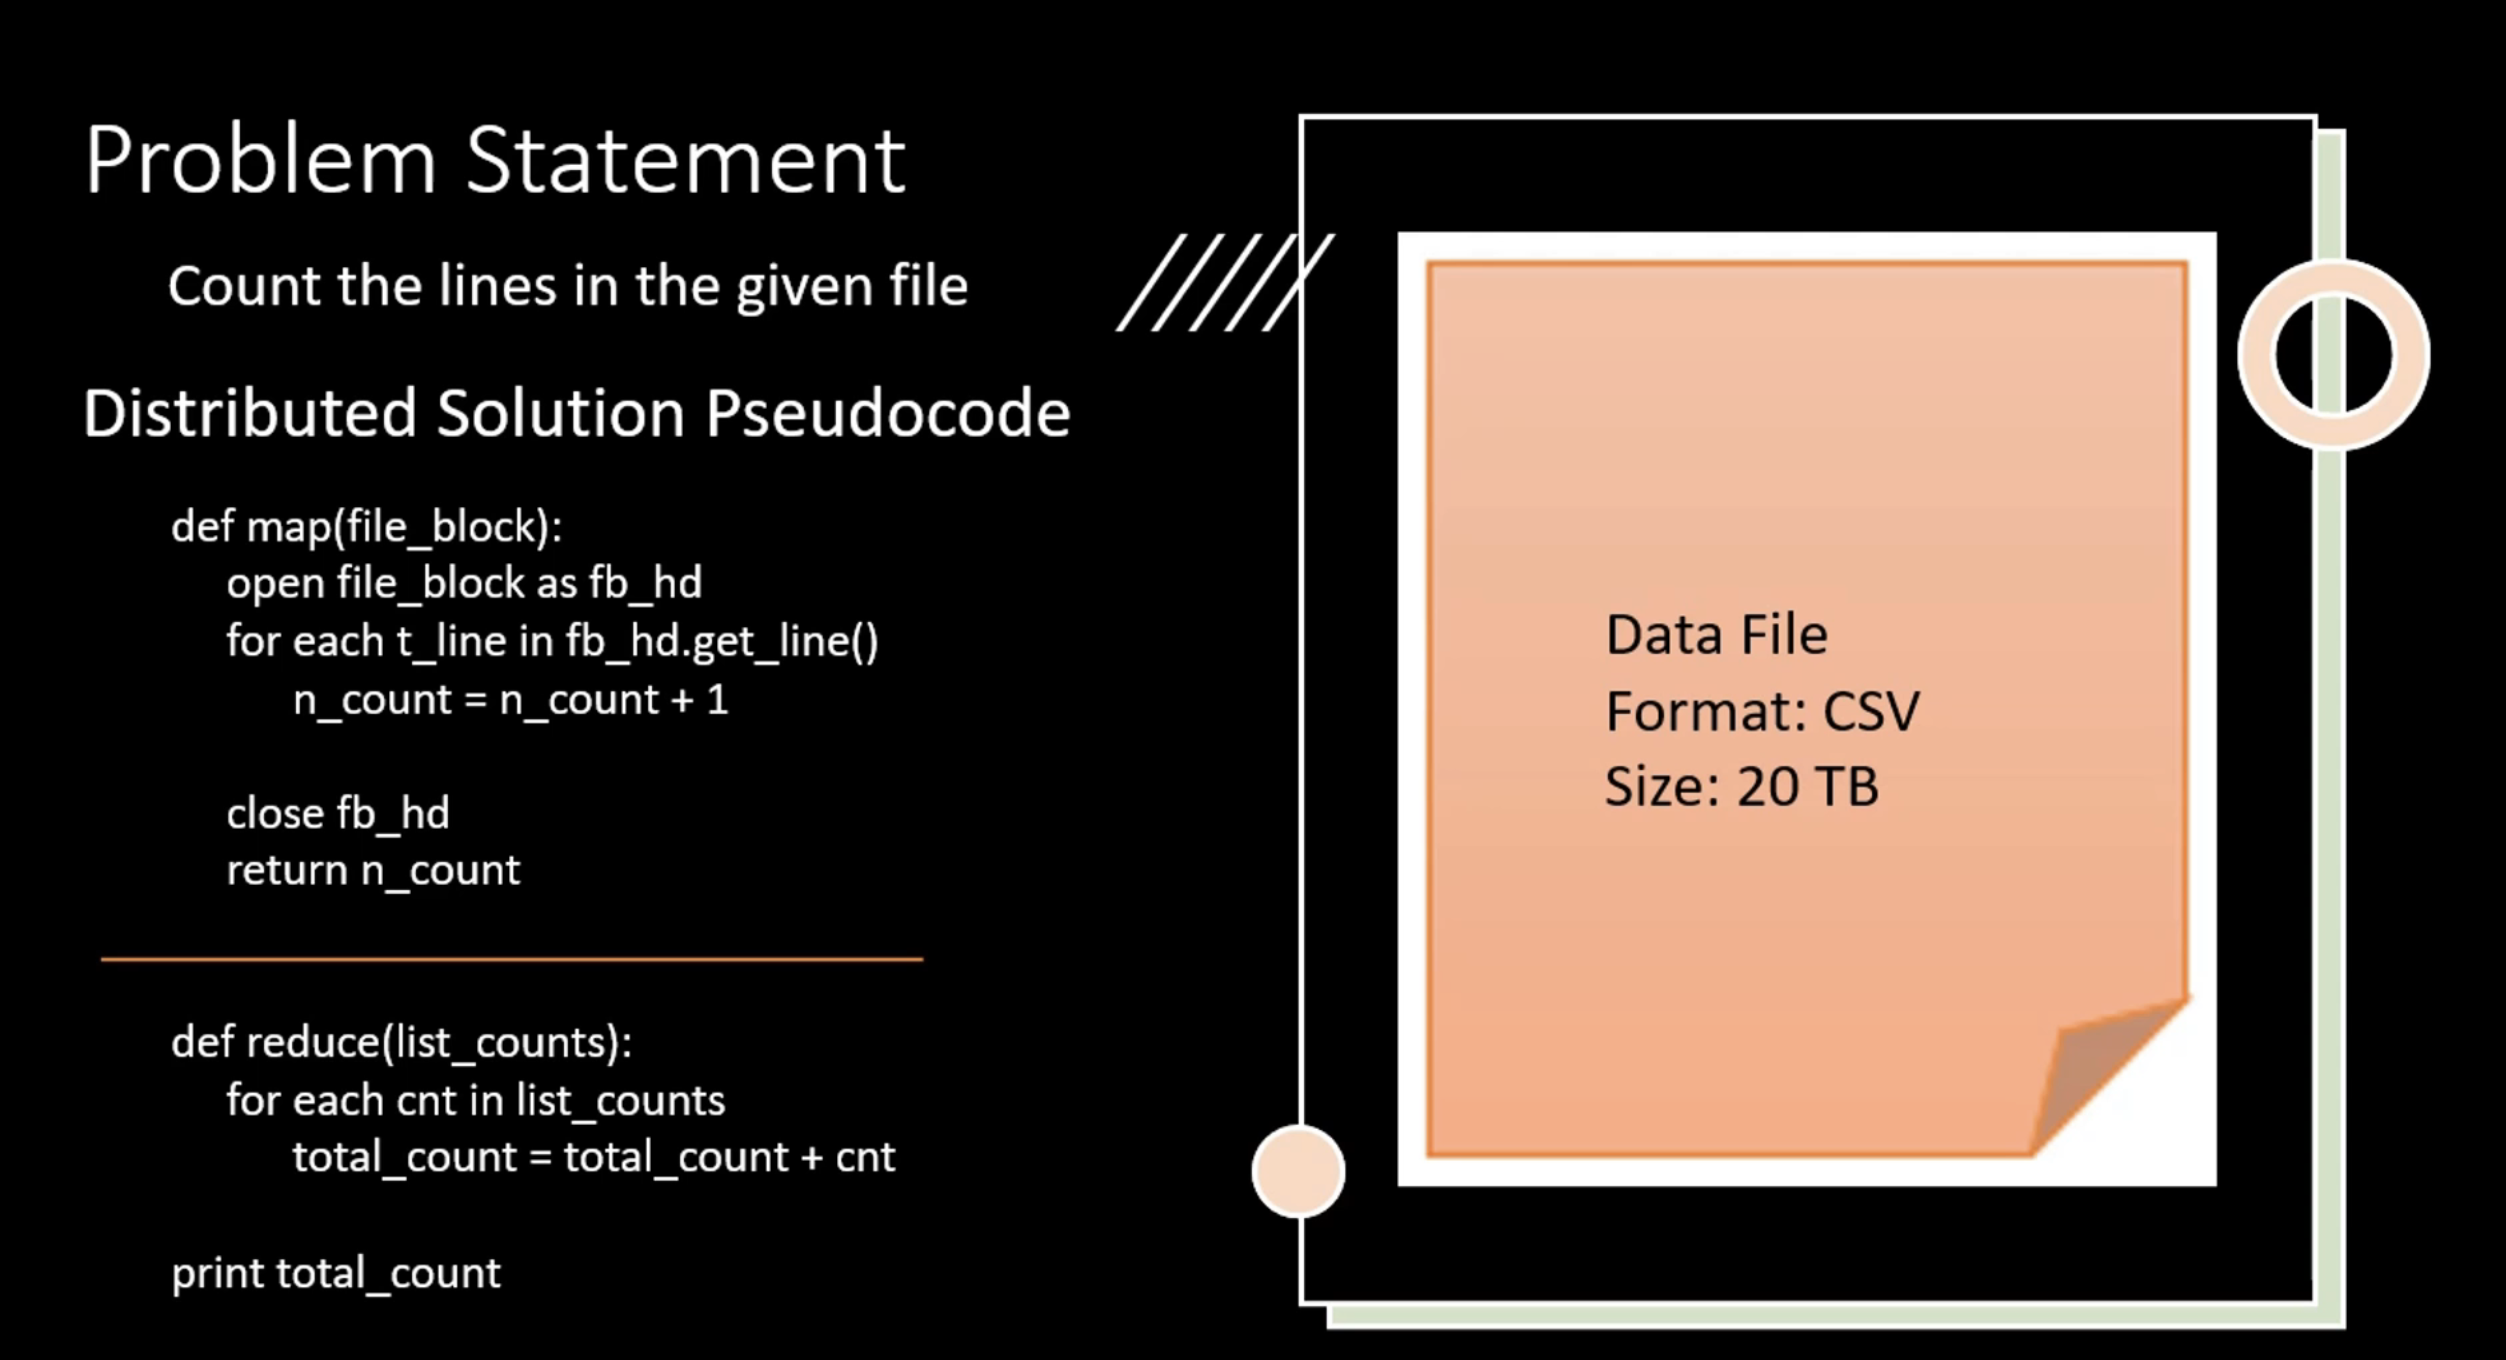 Problem Statement
Count the lines in the given file
Distributed Solution Pseudocode
def map(file_block):
open file_block as fb_hd
for each t_line in fb_hd.get_line()
n_count = n_count + 1
close fb_hd
return n_count
def reduce(list_counts):
for each cnt in list_counts
total_count = total_count + cnt
print total_count
Data File
Format: CSV
Size: 20 TB